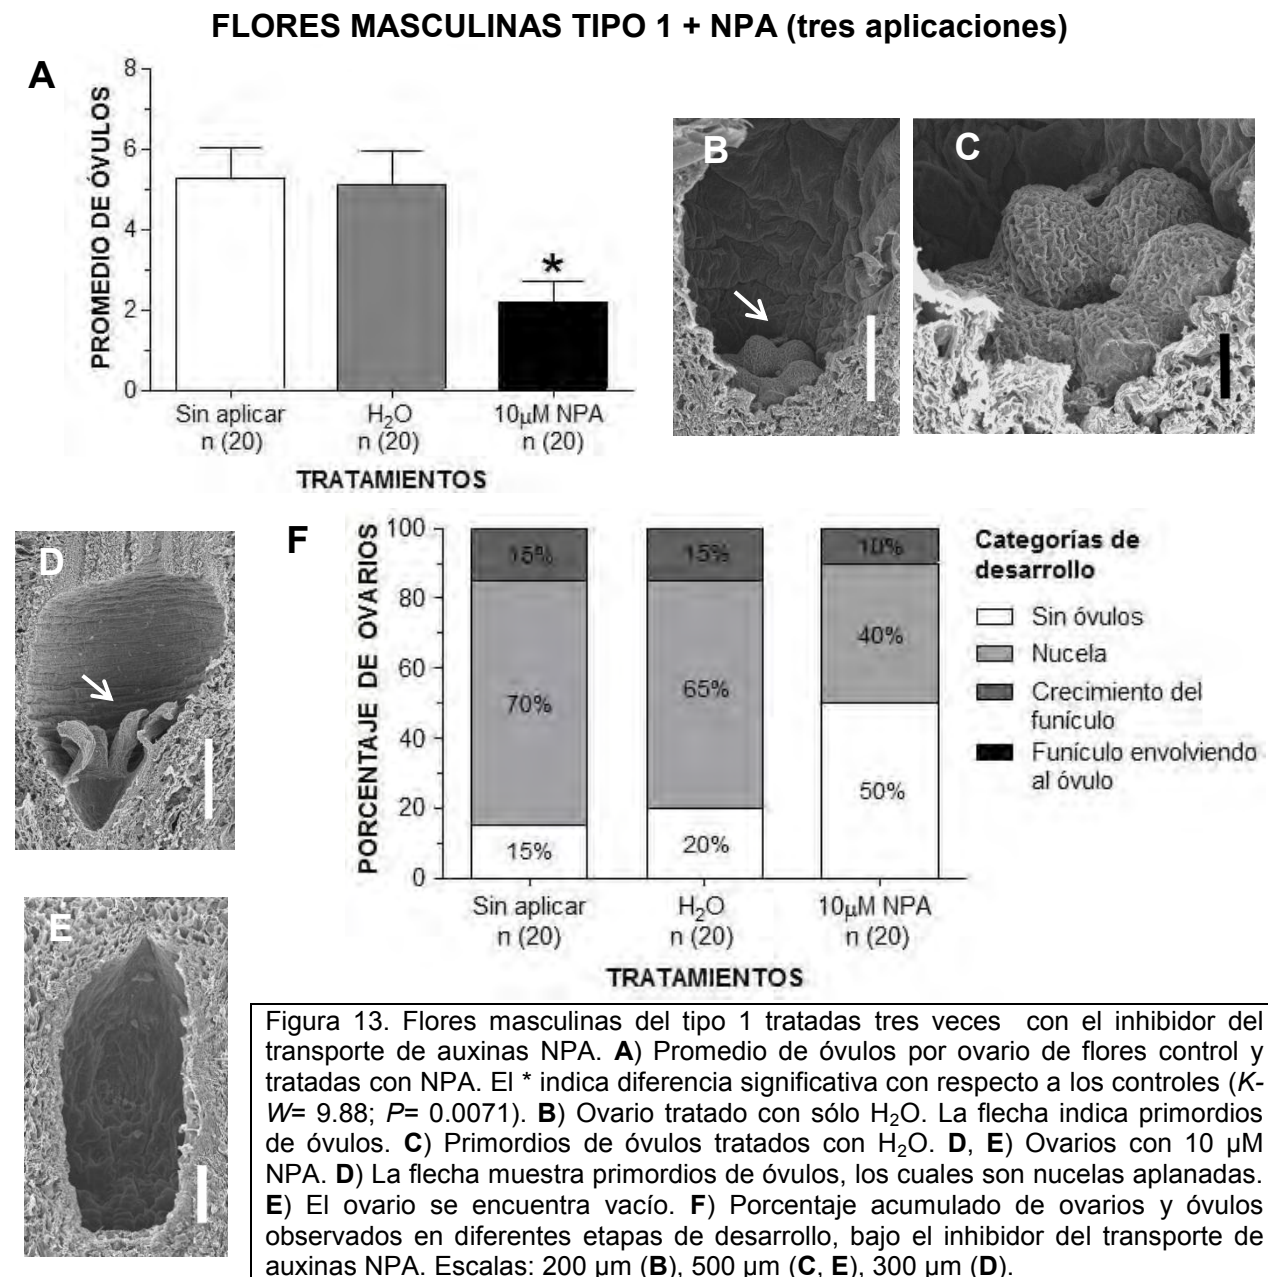 FLORES MASCULINAS TIPO 1 + NPA (tres aplicaciones)
A
PROMEDIO DE ÓVULOS
8
6
4
2
0
*
Sin aplicar
n (20)
H₂O
n (20)
10µM NPA
n (20)
TRATAMIENTOS
B
C
D
E
F
PORCENTAJE DE OVARIOS
100
80
60
40
20
0
15%
70%
15%
15%
65%
20%
10%
40%
50%
Sin aplicar
n (20)
H₂O
n (20)
10µM NPA
n (20)
TRATAMIENTOS
Categorías de
desarrollo
Sin óvulos
Nucela
Crecimiento del
funículo
Funículo envolviendo
al óvulo
Figura 13. Flores masculinas del tipo 1 tratadas tres veces con el inhibidor del
transporte de auxinas NPA. A) Promedio de óvulos por ovario de flores control y
tratadas con NPA. El * indica diferencia significativa con respecto a los controles (K-
W= 9.88; P= 0.0071). B) Ovario tratado con sólo H₂O. La flecha indica primordios
de óvulos. C) Primordios de óvulos tratados con H₂O. D, E) Ovarios con 10 µM
NPA. D) La flecha muestra primordios de óvulos, los cuales son nucelas aplanadas.
E) El ovario se encuentra vacío. F) Porcentaje acumulado de ovarios y óvulos
observados en diferentes etapas de desarrollo, bajo el inhibidor del transporte de
auxinas NPA. Escalas: 200 µm (B), 500 µm (C, E), 300 µm (D).